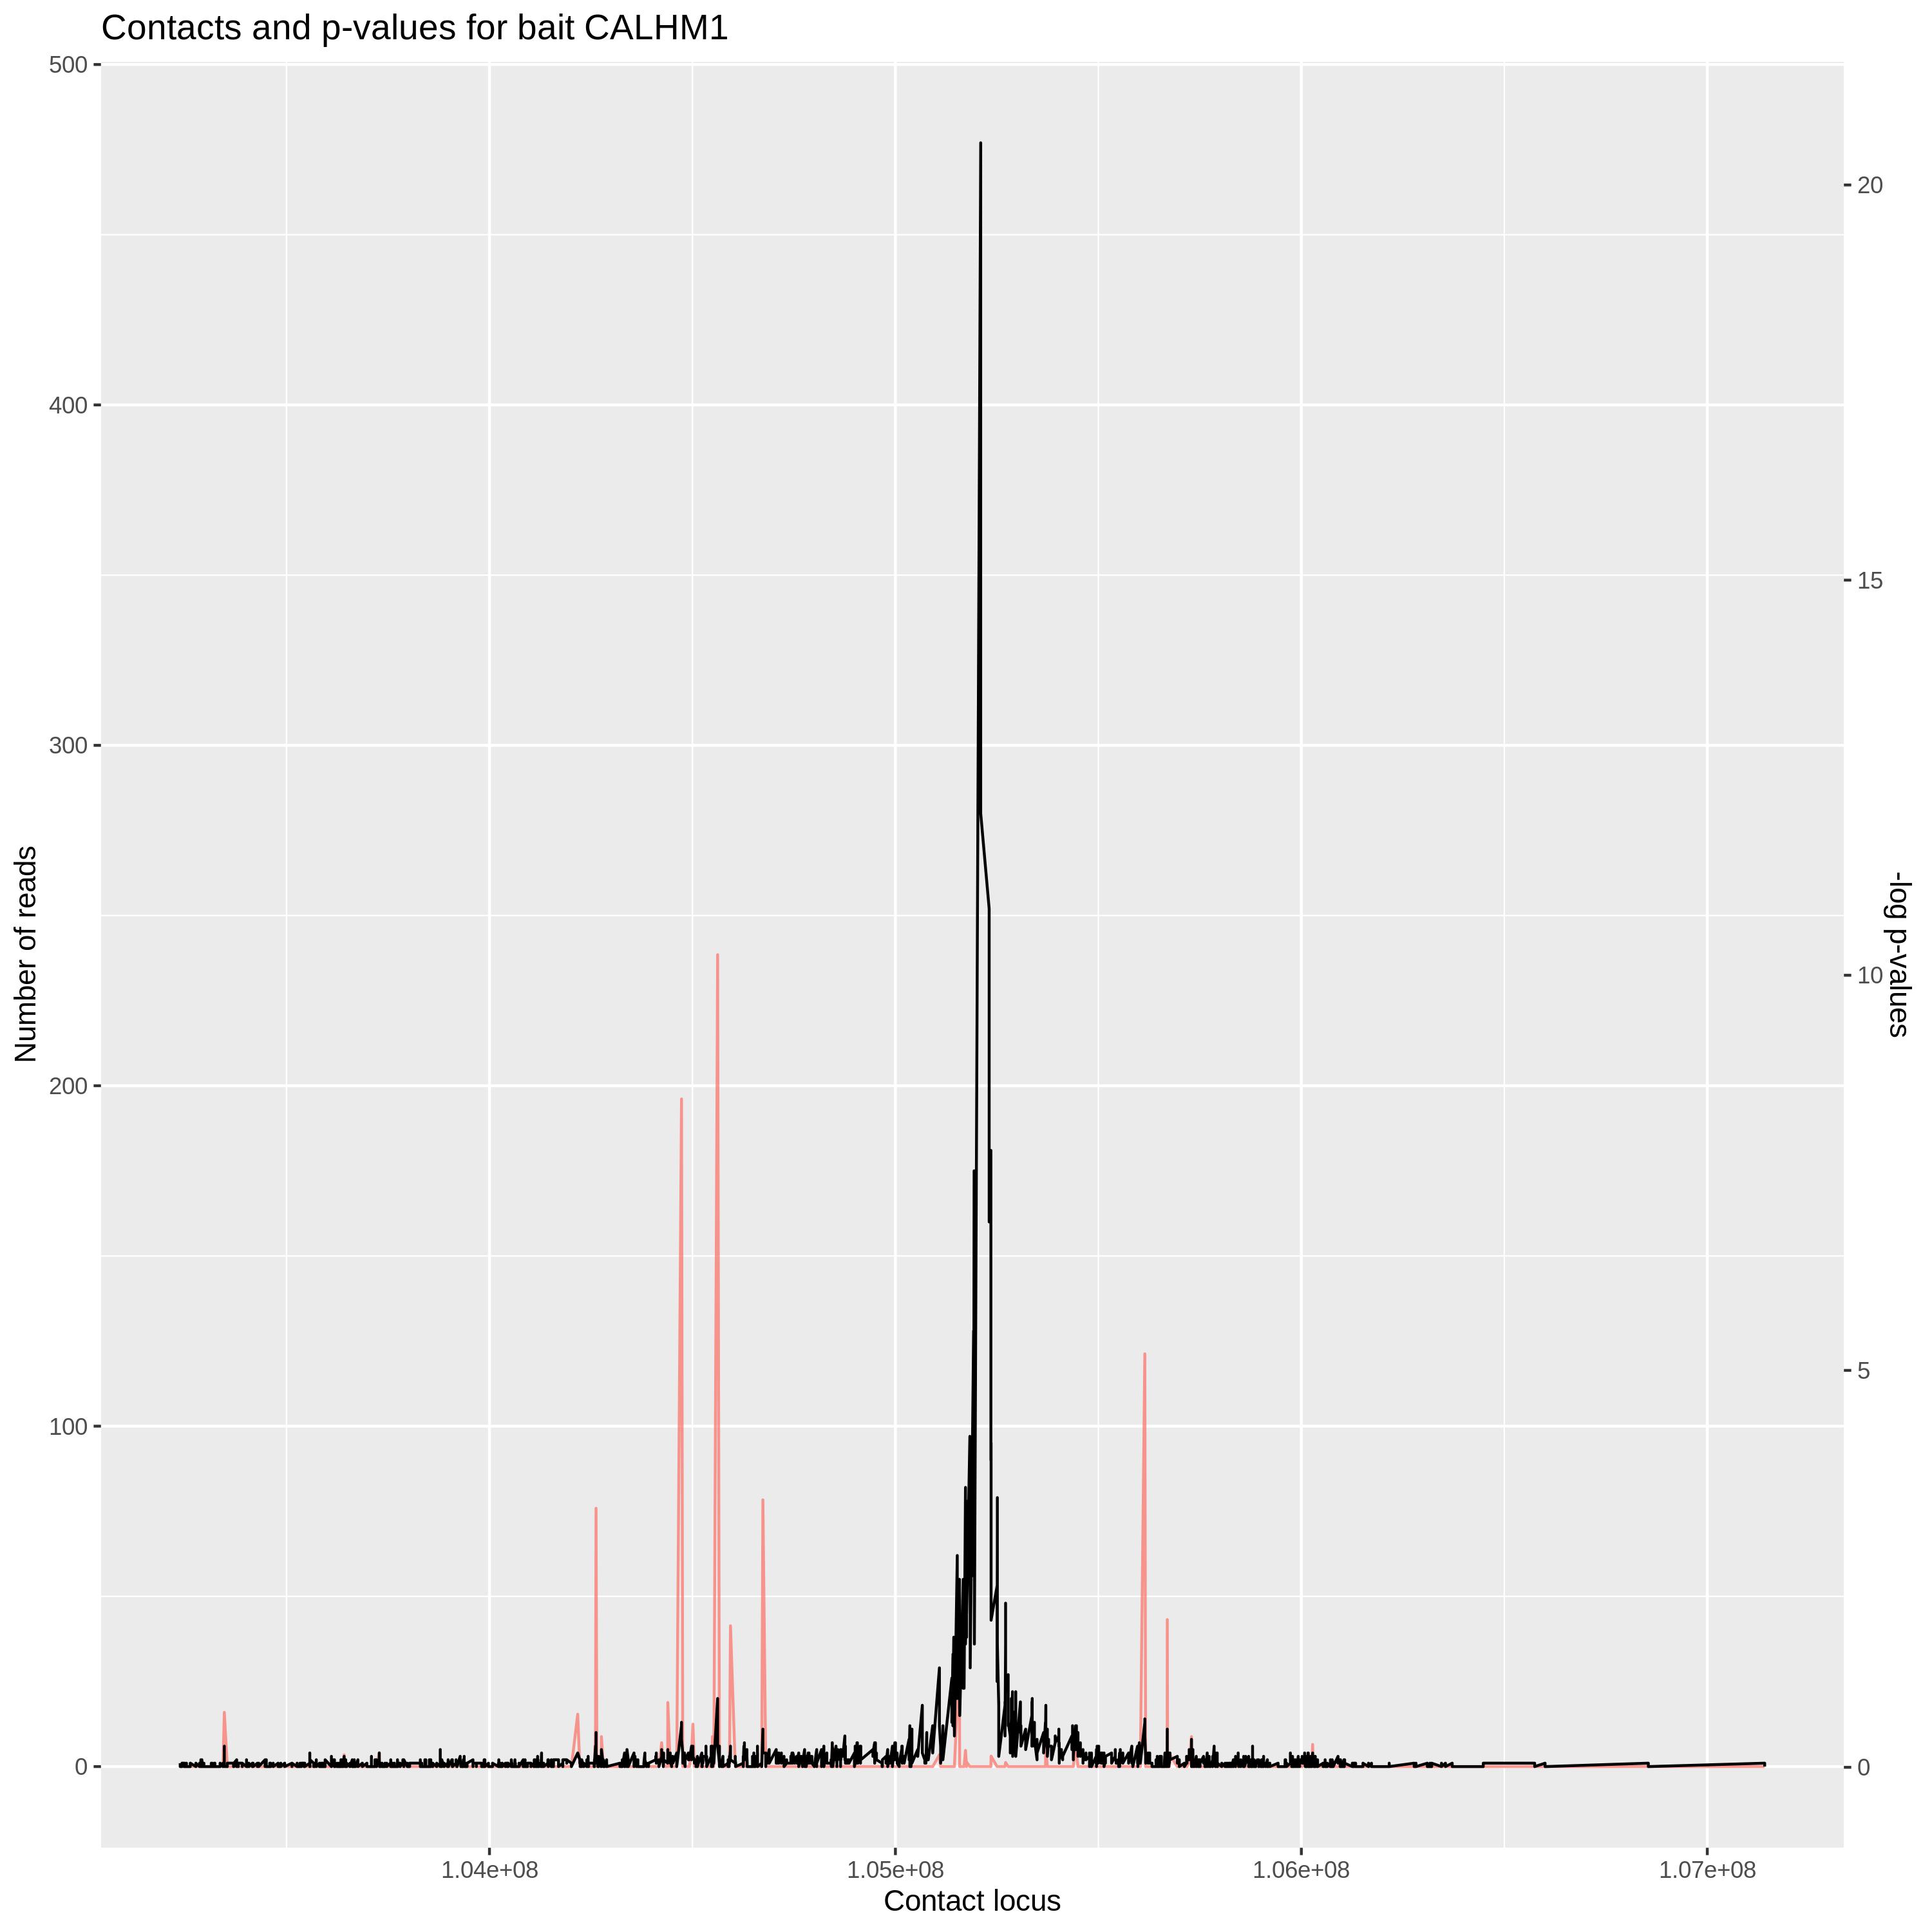 Contacts and p-values for bait CALHM1
500
400
300
200
100
0
Number of reads
20
15
10
5
0
-log p-values
1.04e+08
1.05e+08
1.06e+08
1.07e+08
Contact locus